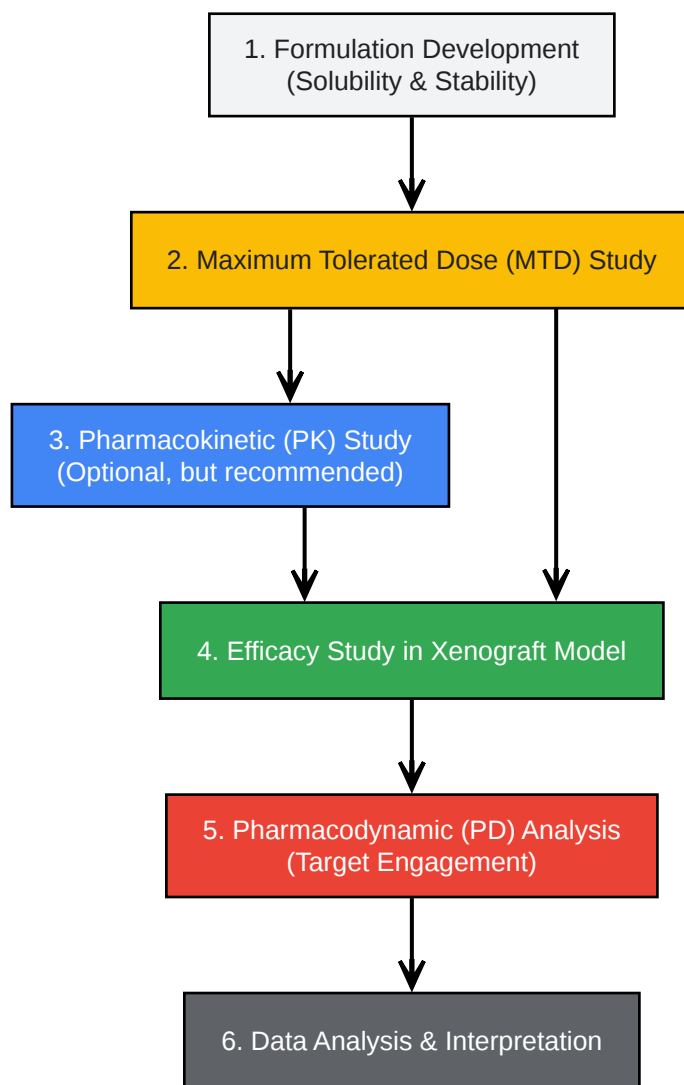 1. Formulation Development
(Solubility & Stability)
2. Maximum Tolerated Dose (MTD) Study
3. Pharmacokinetic (PK) Study
(Optional, but recommended)
4. Efficacy Study in Xenograft Model
5. Pharmacodynamic (PD) Analysis
(Target Engagement)
6. Data Analysis & Interpretation